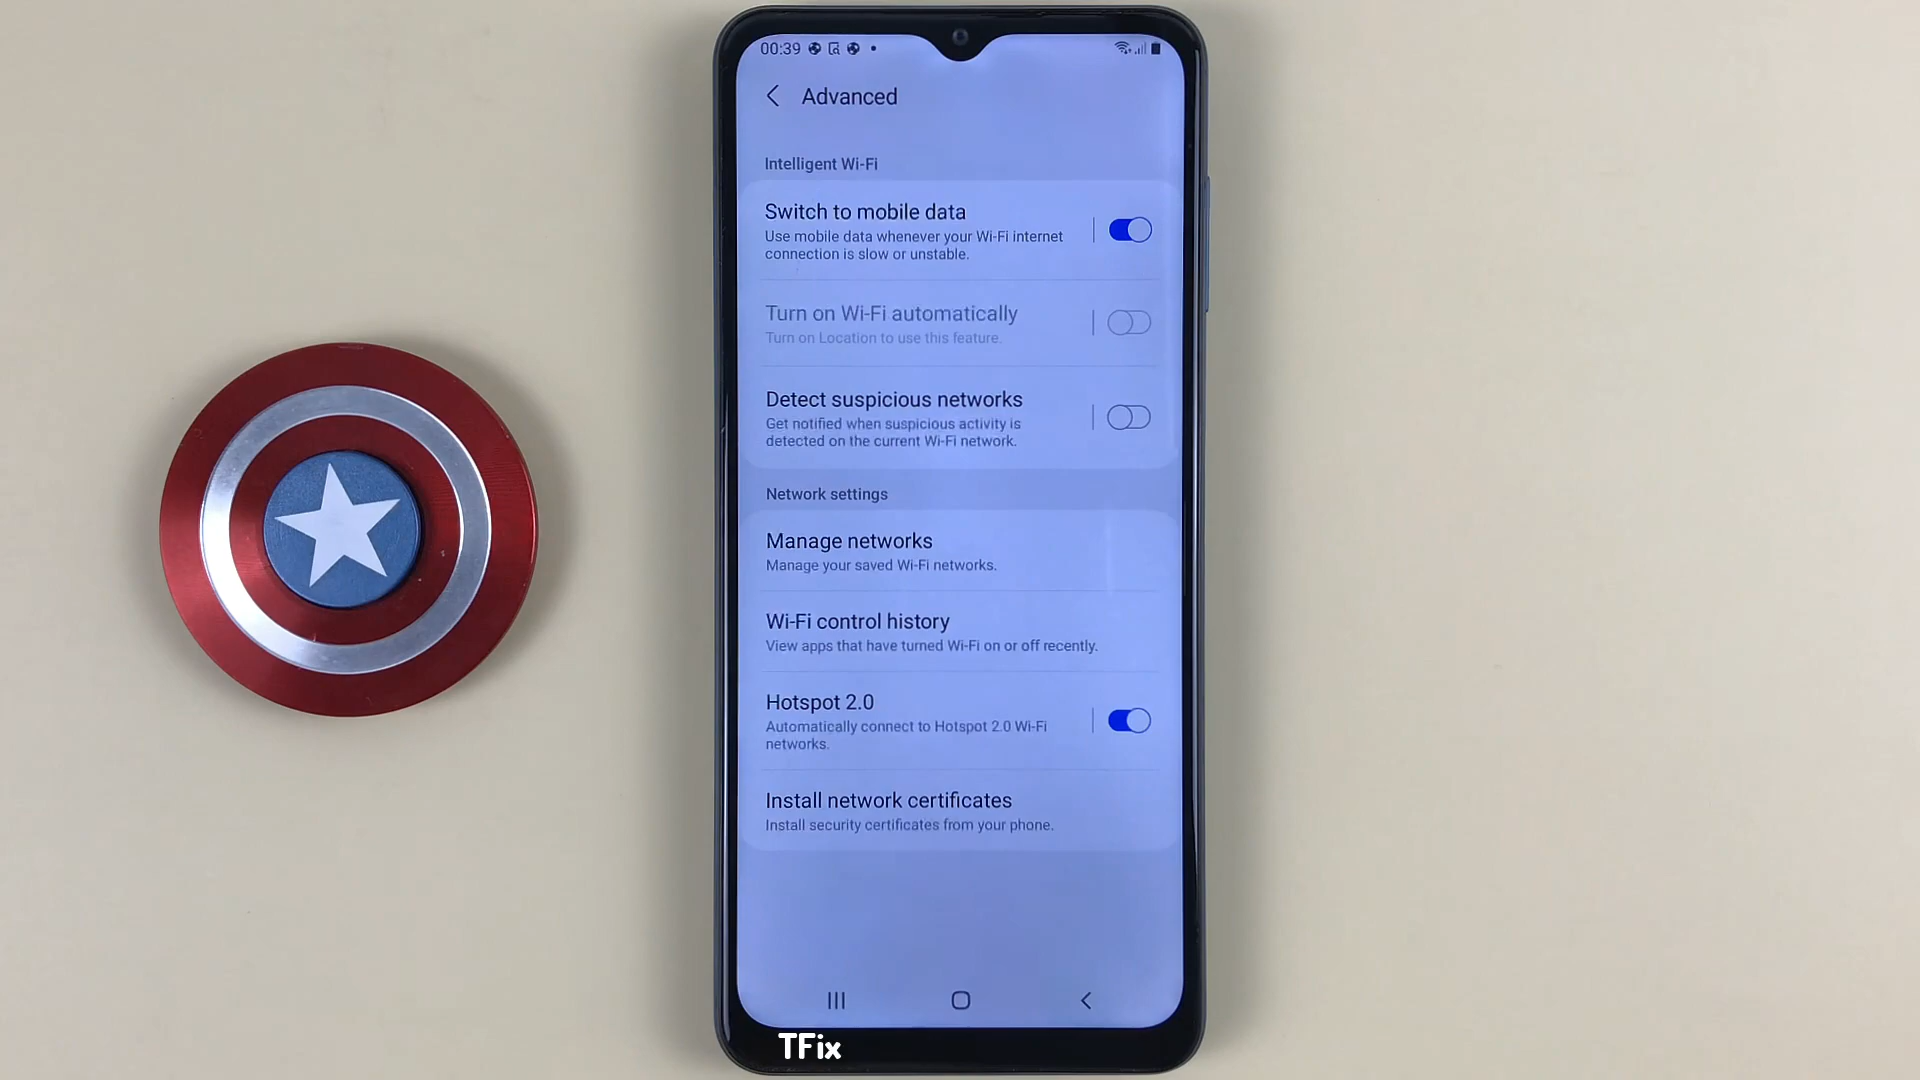 00:39
Advanced
Intelligent Wi-Fi
Switch to mobile data
Use mobile data whenever your Wi-Fi internet
connection is slow or unstable.
Turn on Wi-Fi automatically
Turn on Location to use this feature.
Detect suspicious networks
Get notified when suspicious activity is
detected on the current Wi-Fi network.
Network settings
Manage networks
Manage your saved Wi-Fi networks.
Wi-Fi control history
View apps that have turned Wi-Fi on or off recently.
Hotspot 2.0
Automatically connect to Hotspot 2.0 Wi-Fi
networks.
Install network certificates
Install security certificates from your phone.
TFix